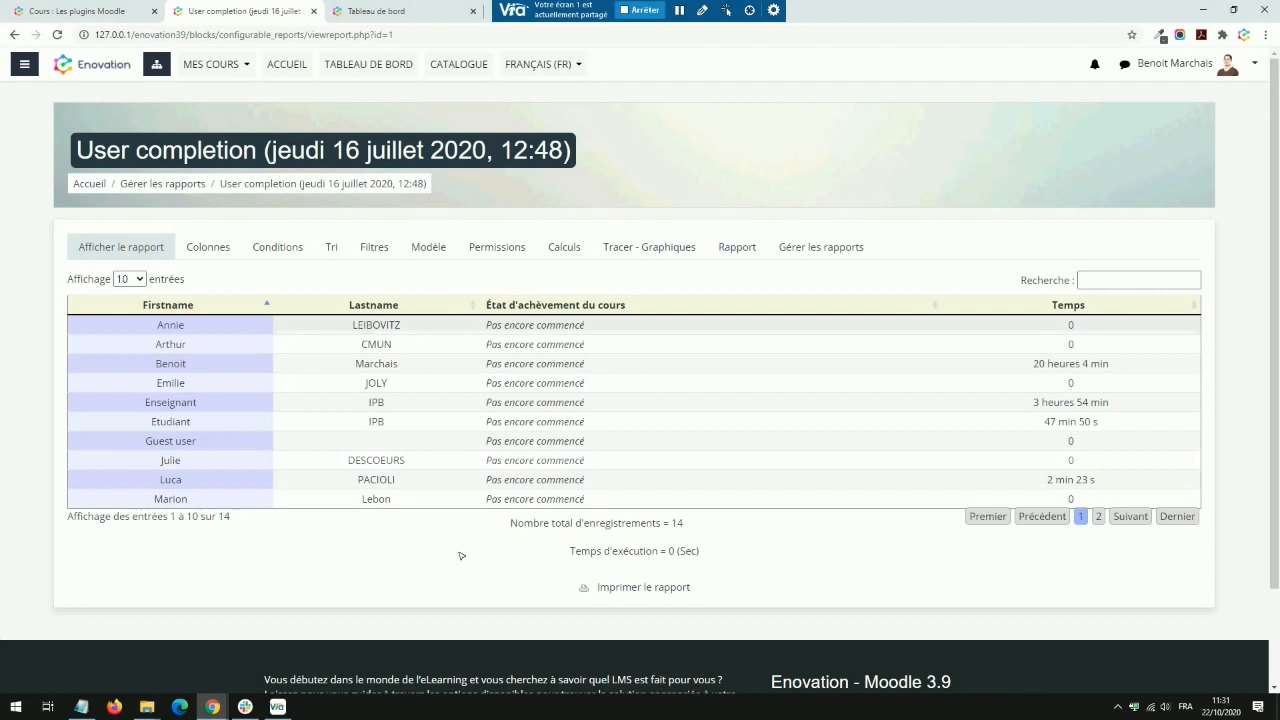 Cours : Les plugins Moodle
User completion (jeudi 16 juillet
Tableau de bord
Via
Votre écran 1 est
actuellement partagé
Arrêter
127.0.0.1/enovation39/blocks/configurable_reports/viewreport.php?id=1
Enovation
MES COURS
ACCUEIL
TABLEAU DE BORD
CATALOGUE
FRANÇAIS (FR)
Benoit Marchais
User completion (jeudi 16 juillet 2020, 12:48)
Accueil / Gérer les rapports / User completion (jeudi 16 juillet 2020, 12:48)
Afficher le rapport Colonnes Conditions Tri Filtres Modèle Permissions Calculs Tracer - Graphiques Rapport Gérer les rapports
Affichage 10 entrées
Recherche :
Firstname Lastname État d'achèvement du cours Temps
Annie LEIBOVITZ Pas encore commencé 0
Arthur CMUN Pas encore commencé 0
Benoit Marchais Pas encore commencé 20 heures 4 min
Emilie JOLY Pas encore commencé 0
Enseignant IPB Pas encore commencé 3 heures 54 min
Etudiant IPB Pas encore commencé 47 min 50 s
Guest user Pas encore commencé 0
Julie DESCOEURS Pas encore commencé 0
Luca PACIOLI Pas encore commencé 2 min 23 s
Marion Lebon Pas encore commencé 0
Affichage des entrées 1 à 10 sur 14
Premier Précédent 1 2 Suivant Dernier
Nombre total d'enregistrements = 14
Temps d'exécution = 0 (Sec)
Imprimer le rapport
Vous débutez dans le monde de l'eLearning et vous cherchez à savoir quel LMS est fait pour vous ?
Enovation - Moodle 3.9
FRA
11:31
22/10/2020